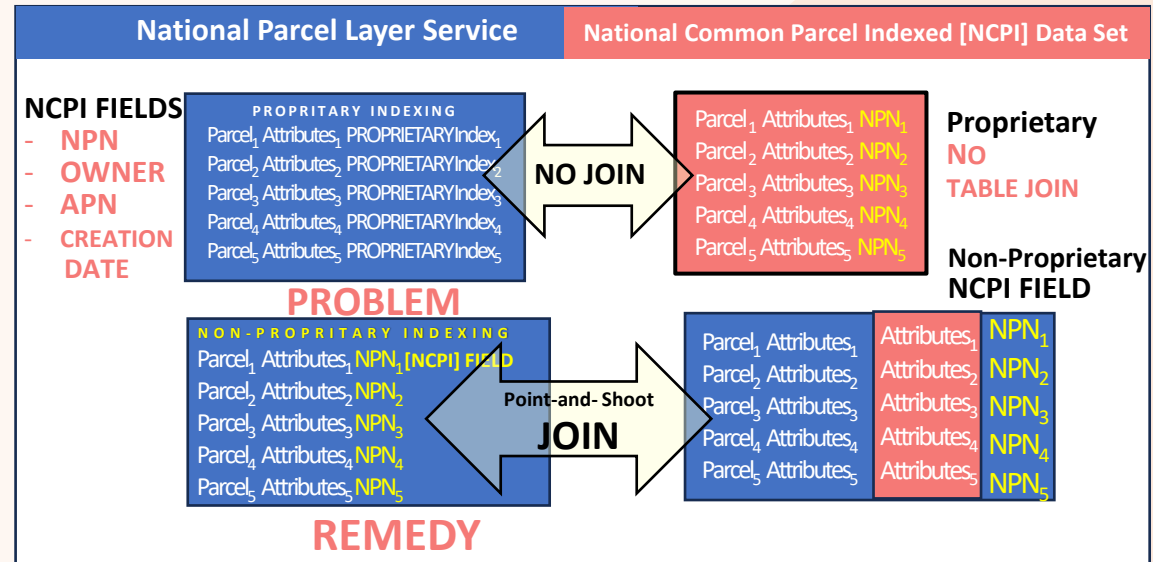 National Parcel Layer Service
National Common Parcel Indexed [NCPI] Data Set
NCPI FIELDS
- NPN
- OWNER
- APN
- CREATION
DATE
PROPRITARY INDEXING
Parcel₁ Attributes₁ PROPRIETARYIndex₁
Parcel₂ Attributes₂ PROPRIETARYIndex₂
Parcel₃ Attributes₃ PROPRIETARYIndex₃
Parcel₄ Attributes₄ PROPRIETARYIndex₄
Parcel₅ Attributes₅ PROPRIETARYIndex₅
PROBLEM
NO JOIN
Parcel₁ Attributes₁ NPN₁
Parcel₂ Attributes₂ NPN₂
Parcel₃ Attributes₃ NPN₃
Parcel₄ Attributes₄ NPN₄
Parcel₅ Attributes₅ NPN₅
Proprietary
NO
TABLE JOIN
Non-Proprietary
NCPI FIELD
NON-PROPRITARY INDEXING
Parcel₁ Attributes₁ NPN₁ [NCPI] FIELD
Parcel₂ Attributes₂ NPN₂
Parcel₃ Attributes₃ NPN₃
Parcel₄ Attributes₄ NPN₄
Parcel₅ Attributes₅ NPN₅
REMEDY
Point-and- Shoot
JOIN
Parcel₁ Attributes₁ Attributes₁ NPN₁
Parcel₂ Attributes₂ Attributes₂ NPN₂
Parcel₃ Attributes₃ Attributes₃ NPN₃
Parcel₄ Attributes₄ Attributes₄ NPN₄
Parcel₅ Attributes₅ Attributes₅ NPN₅